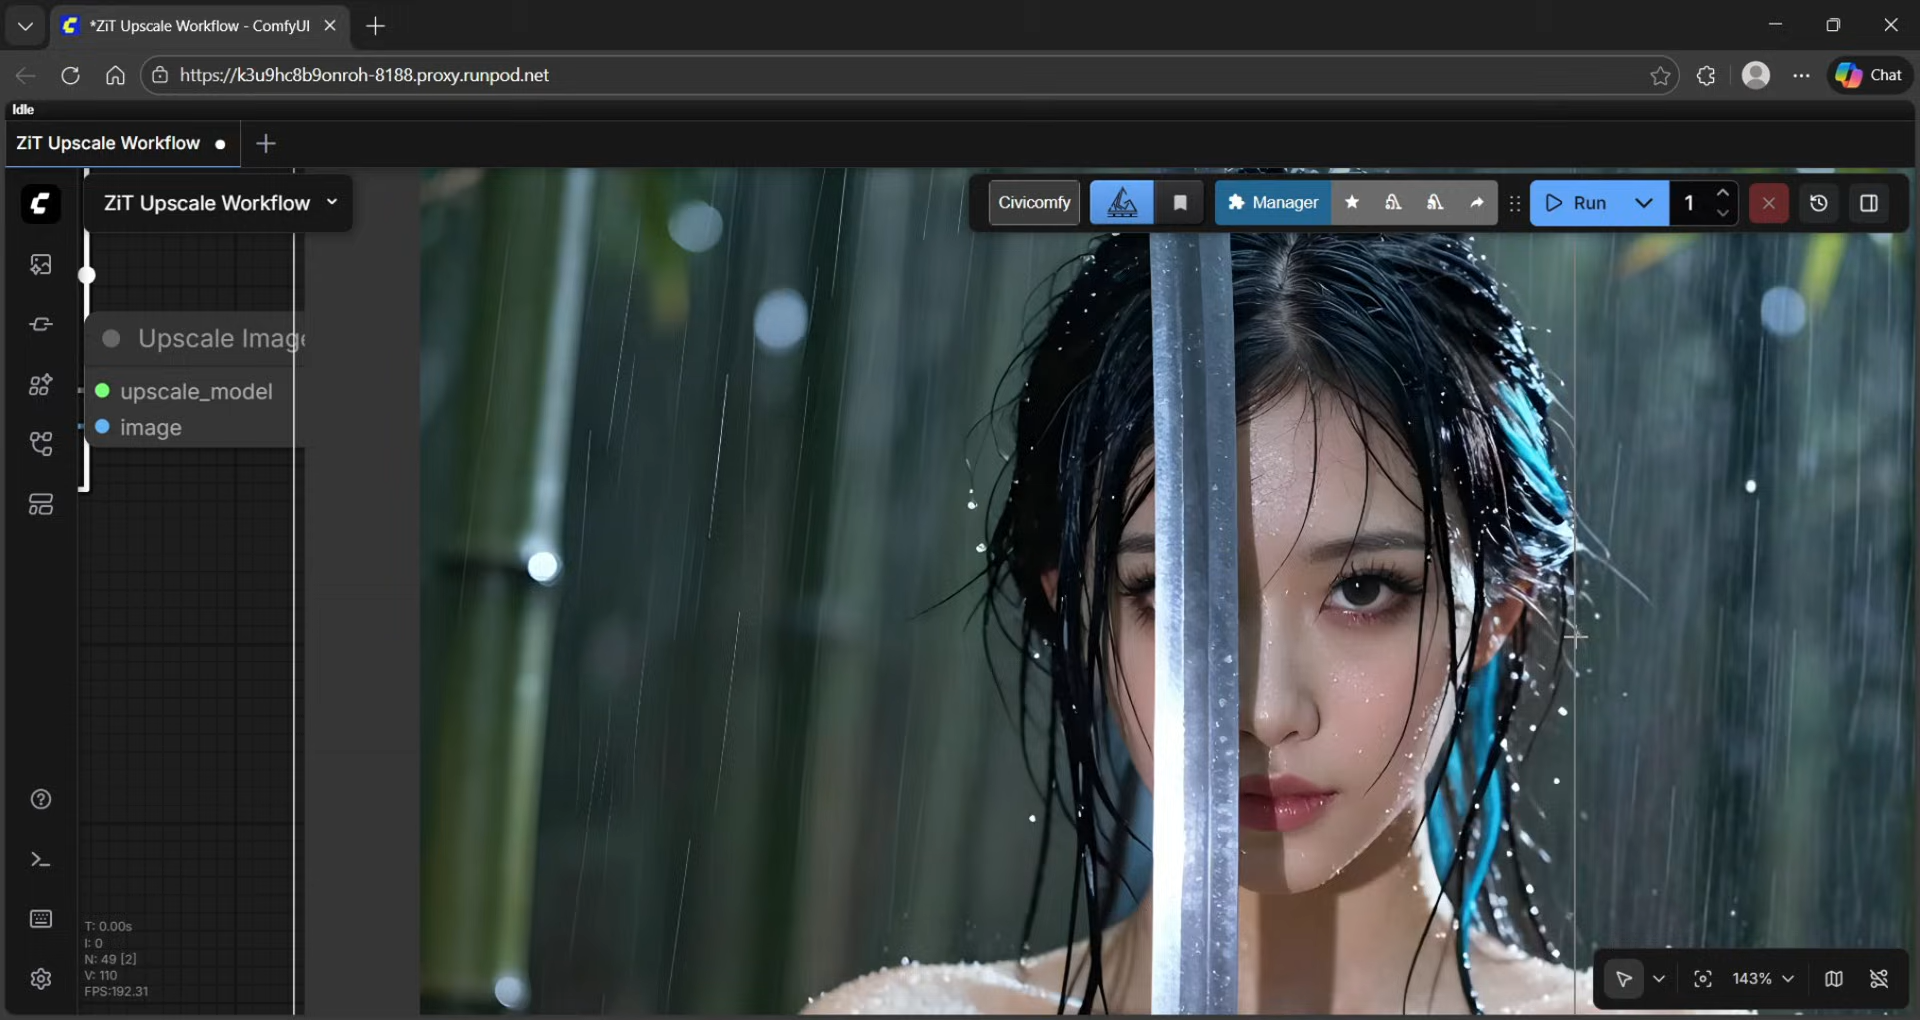 *ZiT Upscale Workflow - ComfyUI
https://k3u9hc8b9onroh-8188.proxy.runpod.net
Chat
Idle
ZiT Upscale Workflow
ZiT Upscale Workflow
Civicomfy
Manager
Run
1
Upscale Image
upscale_model
image
T: 0.00s
I: 0
N: 49 [2]
V: 110
FPS:192.31
143%